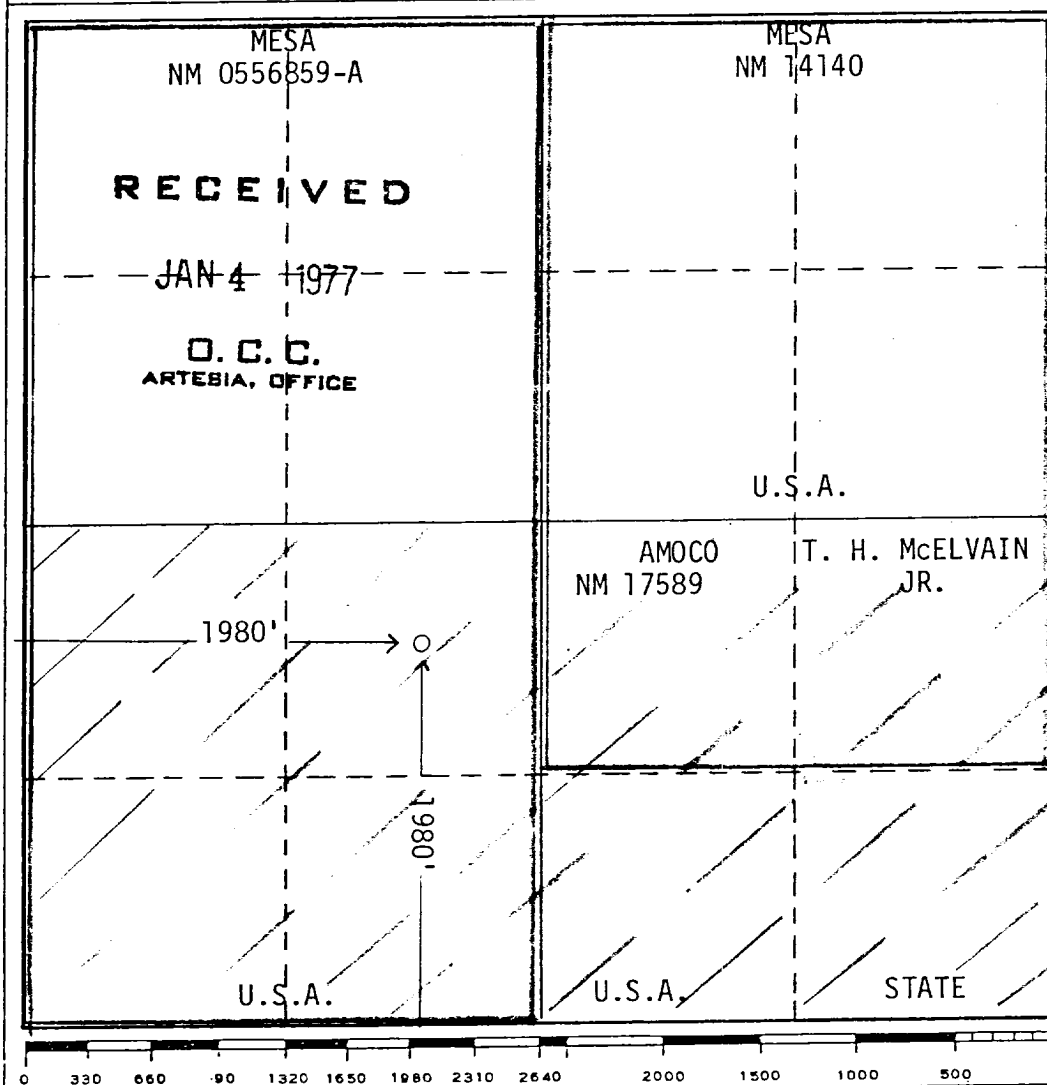 MESA
NM 0556859-A
MESA
NM 14140
RECEIVED
JAN 4 1977
O. C. C.
ARTESIA, OFFICE
U.S.A.
AMOCO
NM 17589
T. H. McELVAIN
JR.
1980'
1980'
U.S.A.
U.S.A.
STATE
0 330 660 90 1320 1650 1980 2310 2640 2000 1500 1000 500